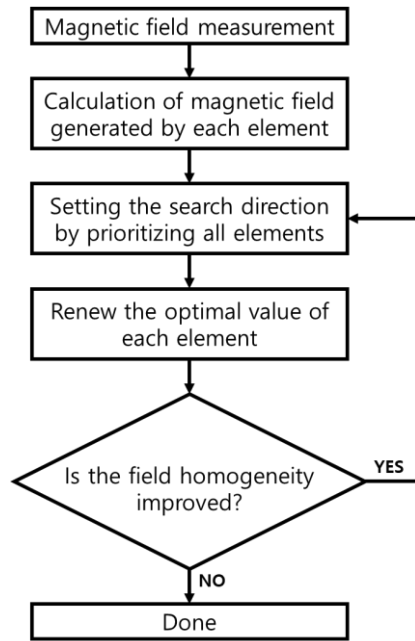 Magnetic field measurement
Calculation of magnetic field
generated by each element
Setting the search direction
by prioritizing all elements
Renew the optimal value of
each element
Is the field homogeneity
improved?
YES
NO
Done